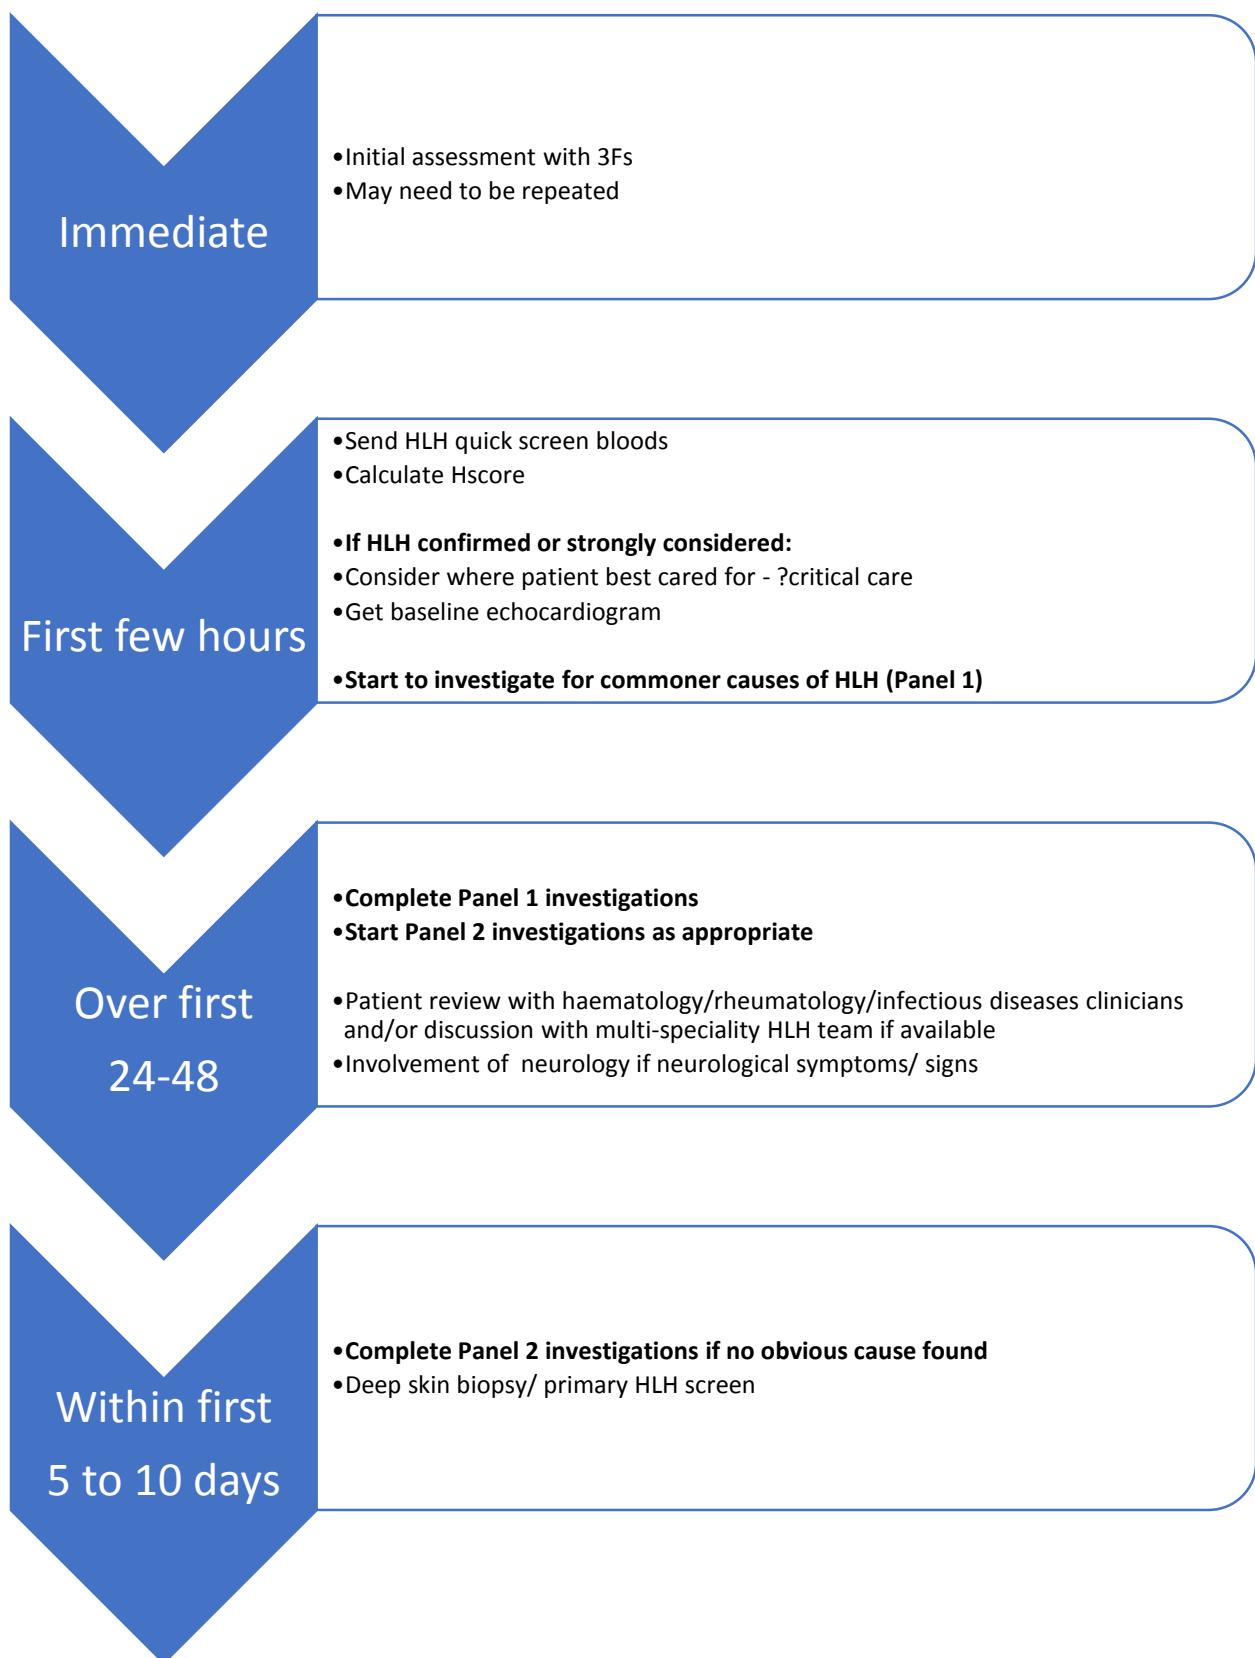 Immediate
•Initial assessment with 3Fs
•May need to be repeated
First few hours
•Send HLH quick screen bloods
•Calculate Hscore
•If HLH confirmed or strongly considered:
•Consider where patient best cared for - ?critical care
•Get baseline echocardiogram
•Start to investigate for commoner causes of HLH (Panel 1)
Over first
24-48
•Complete Panel 1 investigations
•Start Panel 2 investigations as appropriate
•Patient review with haematology/rheumatology/infectious diseases clinicians
and/or discussion with multi-speciality HLH team if available
•Involvement of  neurology if neurological symptoms/ signs
Within first
5 to 10 days
•Complete Panel 2 investigations if no obvious cause found
•Deep skin biopsy/ primary HLH screen